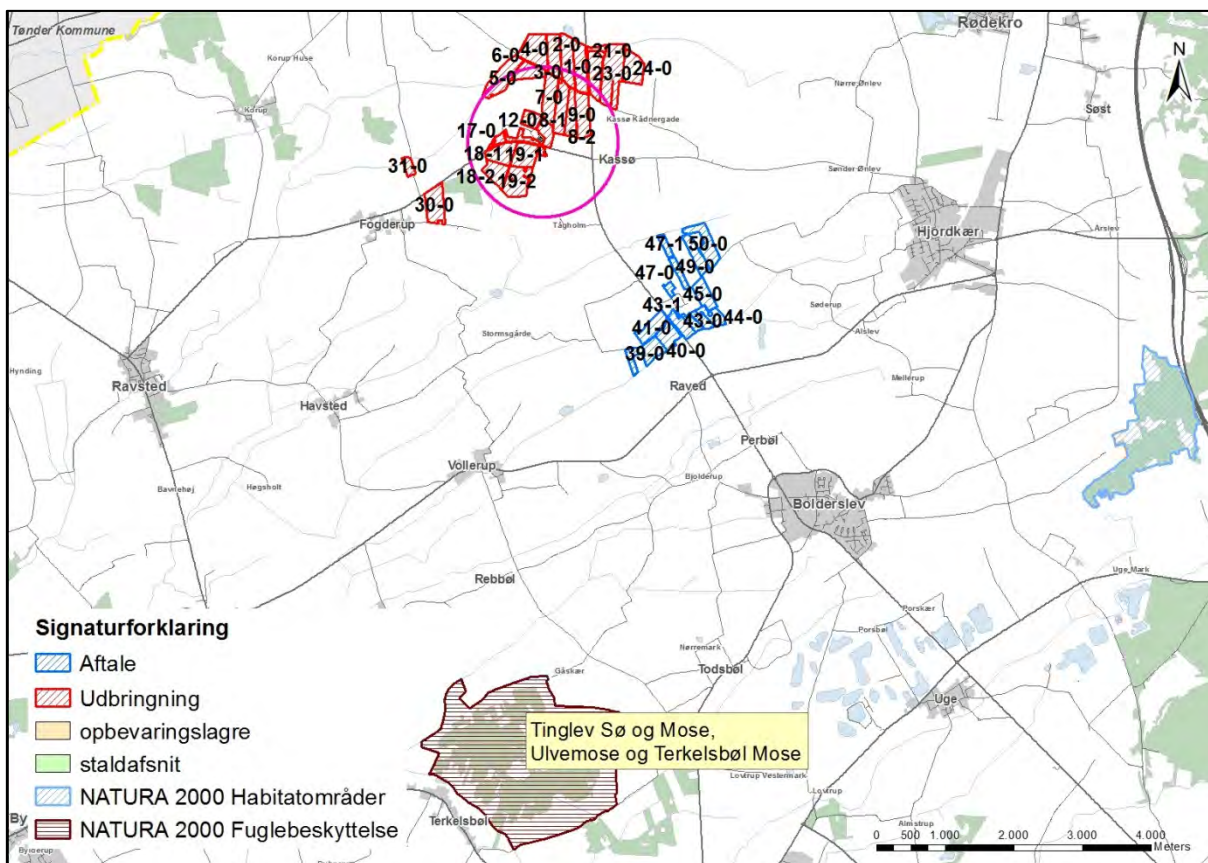 Tønder Kommune
Rødekro
N
Korup Huse
Korup
6-0
4-0
2-0
21-0
5-0
3-0
1-0
23-0
24-0
Nørre Ønlev
Søst
7-0
9-0
Kassø Kådnergade
17-0
12-0
8-1
8-2
18-1
19-1
Kassø
31-0
18-2
19-2
Sønder Ønlev
30-0
Fogderup
Tågholm
Hjordkær
Årslev
47-1
50-0
47-0
49-0
45-0
43-1
Søderup
41-0
43-0
44-0
Stormsgårde
Alslev
39-0
40-0
Hynding
Ravsted
Raved
Mellerup
Havsted
Perbøl
Vollerup
Bjolderup
Bavnehøj
Høgsholt
Bolderslev
Rebbøl
Uge Mark
Porskær
Porsbøl
Nørremark
Gåskær
Todsbøl
Uge
Tinglev Sø og Mose,
Ulvemose og Terkelsbøl Mose
Lovtrup Vestermark
Lovtrup
Terkelsbøl
Almstrup
By
Signaturforklaring
Aftale
Udbringning
opbevaringslagre
staldafsnit
NATURA 2000 Habitatområder
NATURA 2000 Fuglebeskyttelse
0 500 1.000 2.000 3.000 4.000
Meters